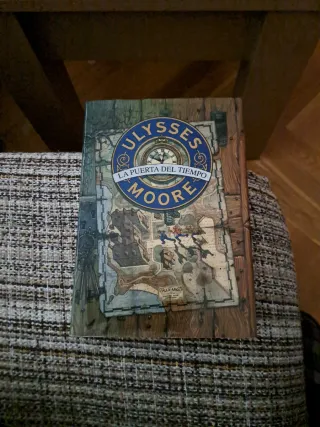 ULYSSES
LA PUERTA DEL TIEMPO
MOORE